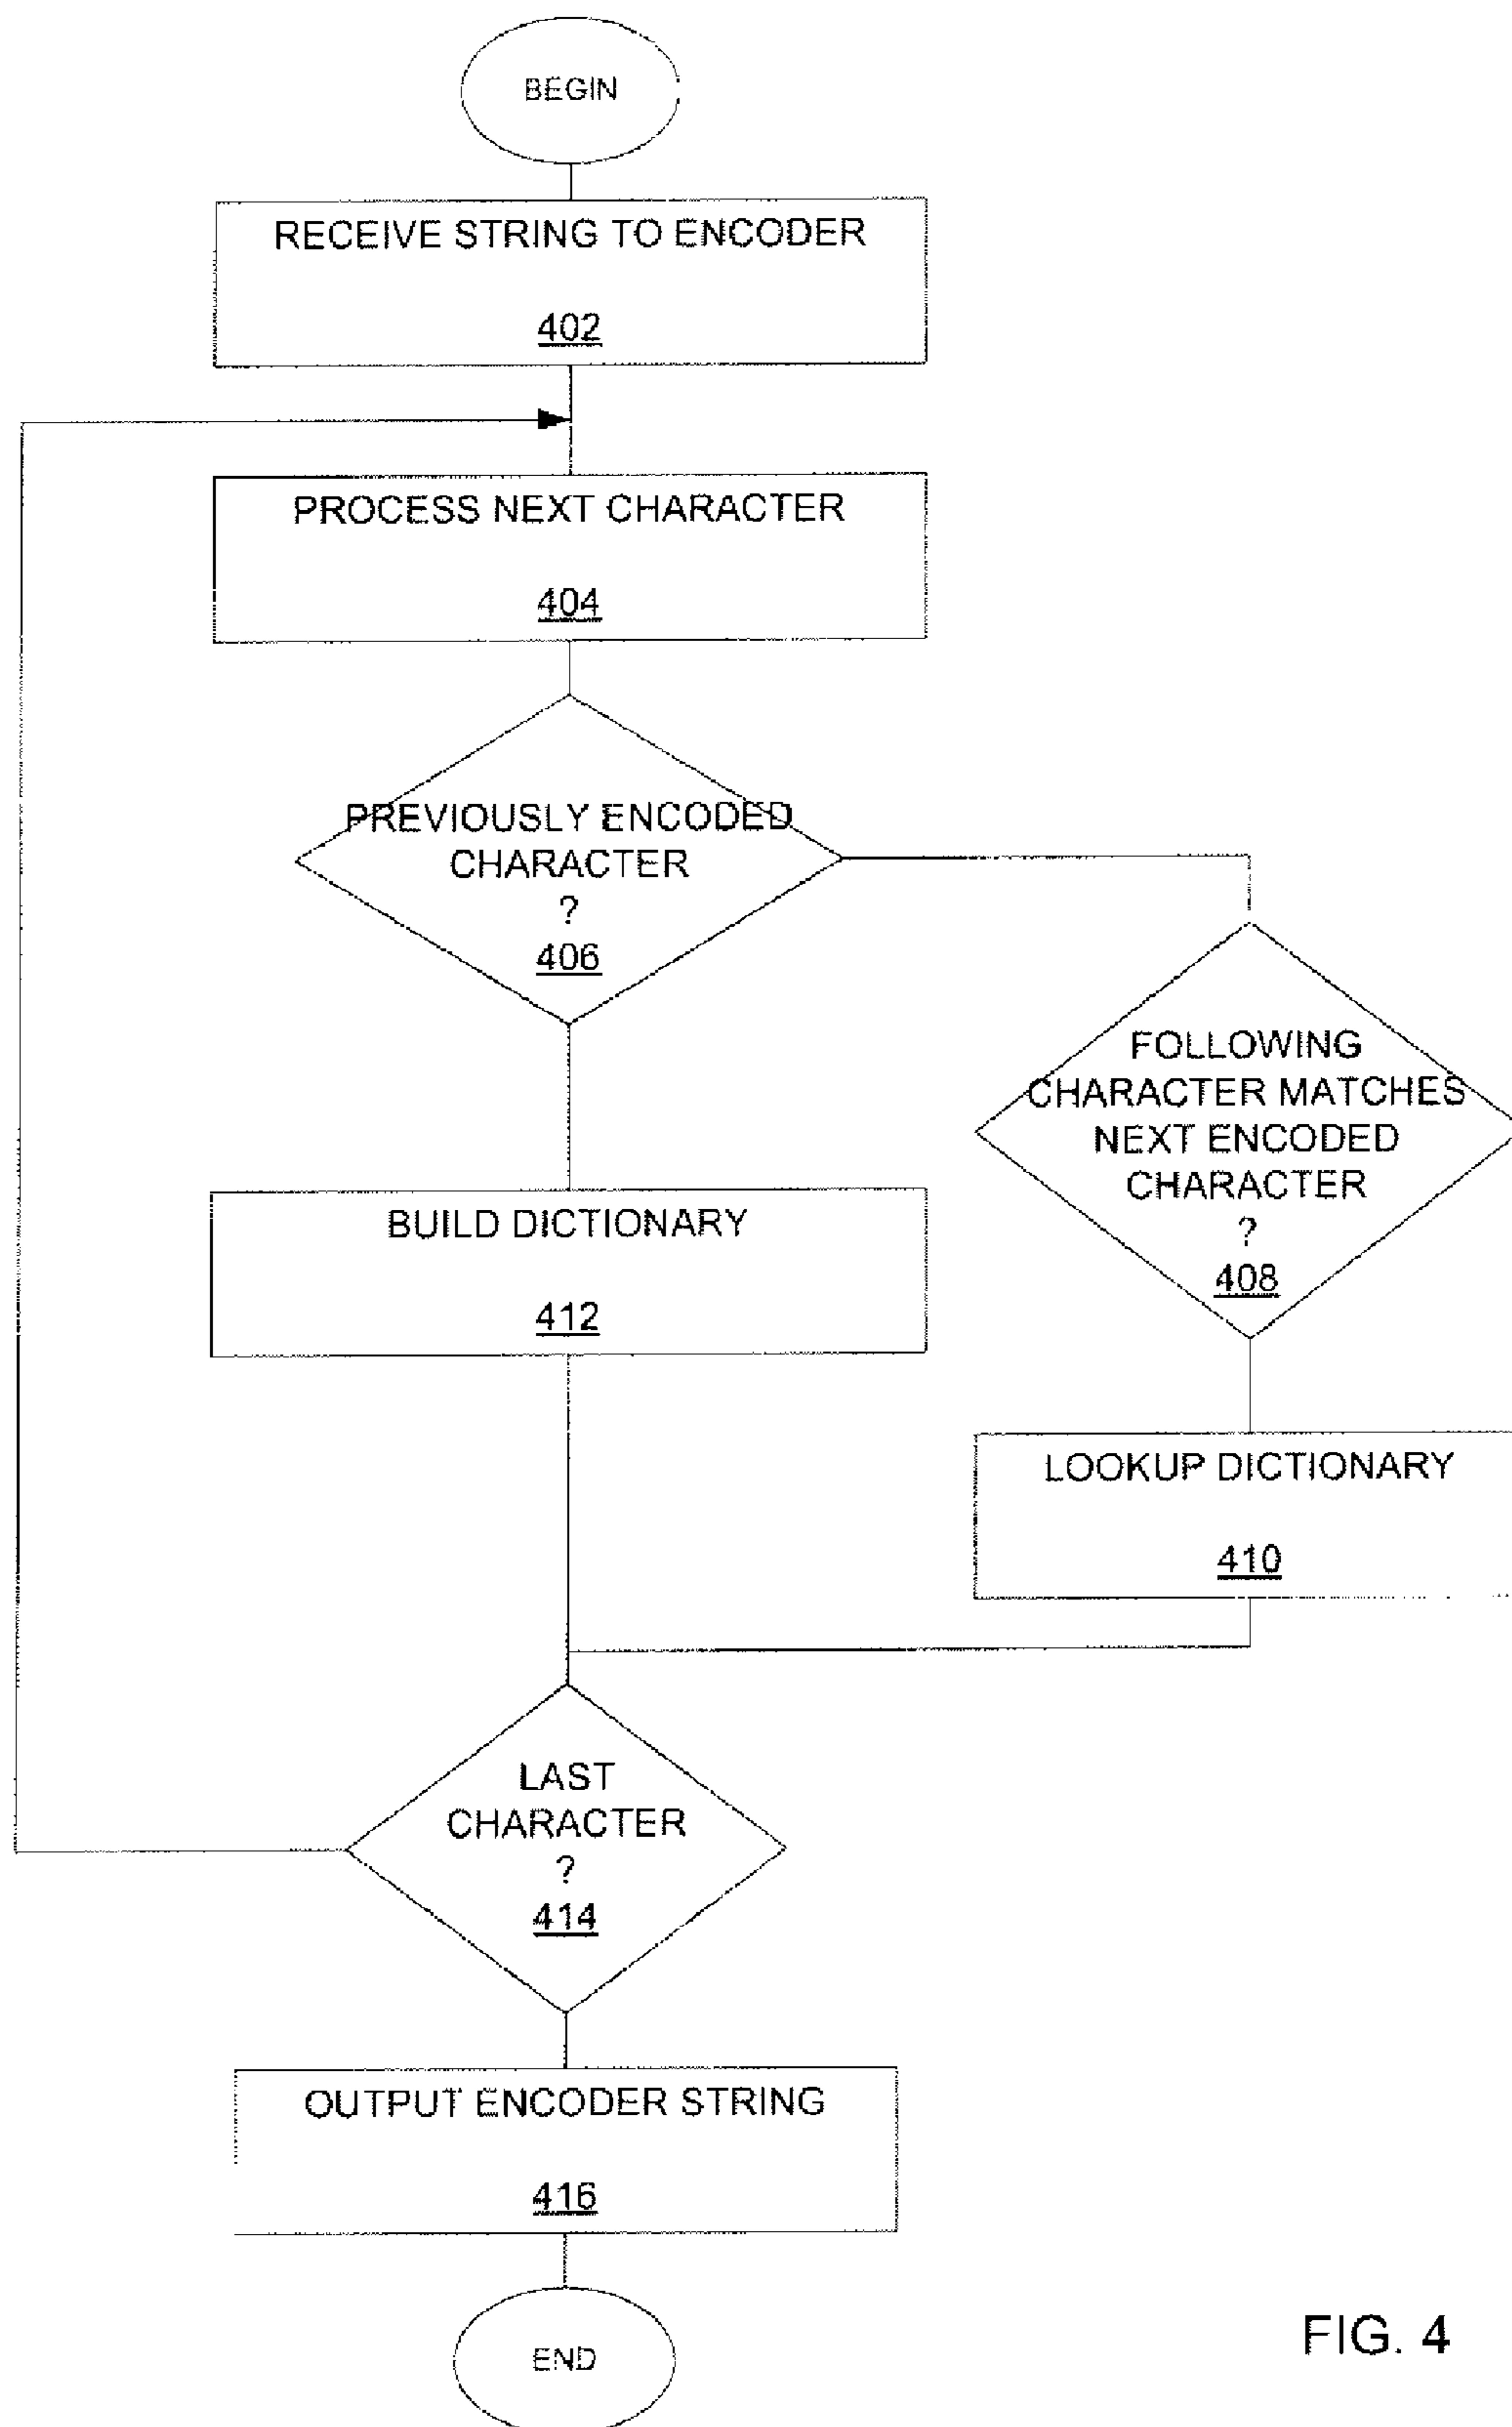 BEGIN
RECEIVE STRING TO ENCODER
402
PROCESS NEXT CHARACTER
404
PREVIOUSLY ENCODED
CHARACTER
?
406
FOLLOWING
CHARACTER MATCHES
NEXT ENCODED
CHARACTER
?
408
BUILD DICTIONARY
412
LOOKUP DICTIONARY
410
LAST
CHARACTER
?
414
OUTPUT ENCODER STRING
416
END
FIG. 4